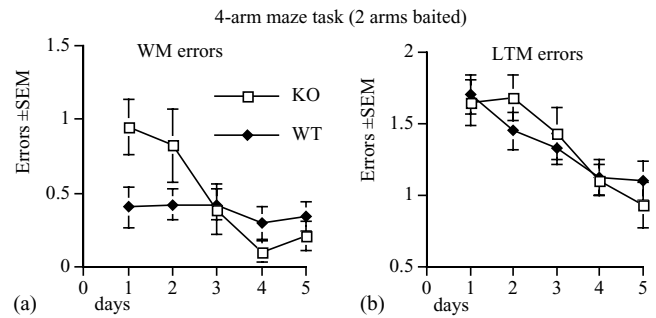 4-arm maze task (2 arms baited)
WM errors
Errors ±SEM
1.5
1
0.5
0
KO
WT
0 1 2 3 4 5
days
(a)
LTM errors
Errors ±SEM
2
1.5
1
0.5
0 1 2 3 4 5
days
(b)